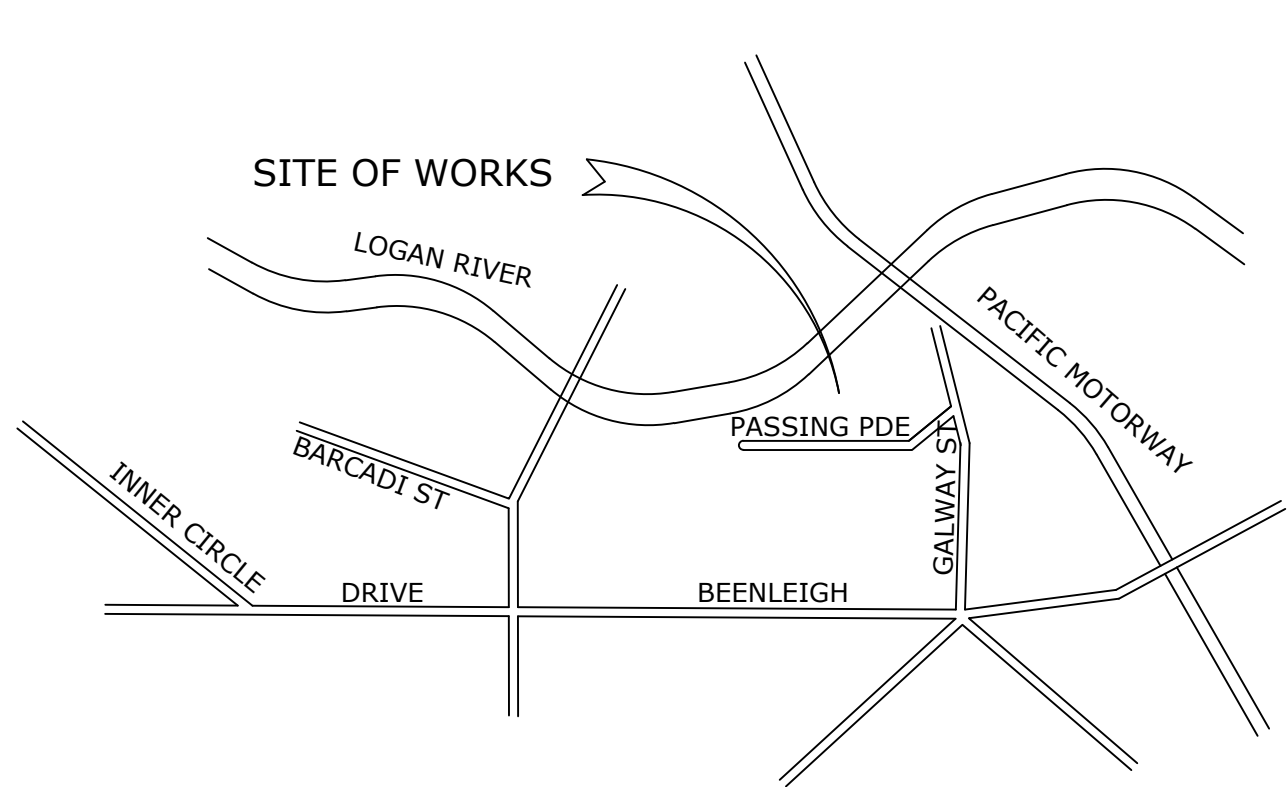 SITE OF WORKS
LOGAN RIVER
PACIFIC MOTORWAY
PASSING PDE
BARCADI ST
GALWAY ST
INNER CIRCLE
DRIVE
BEENLEIGH